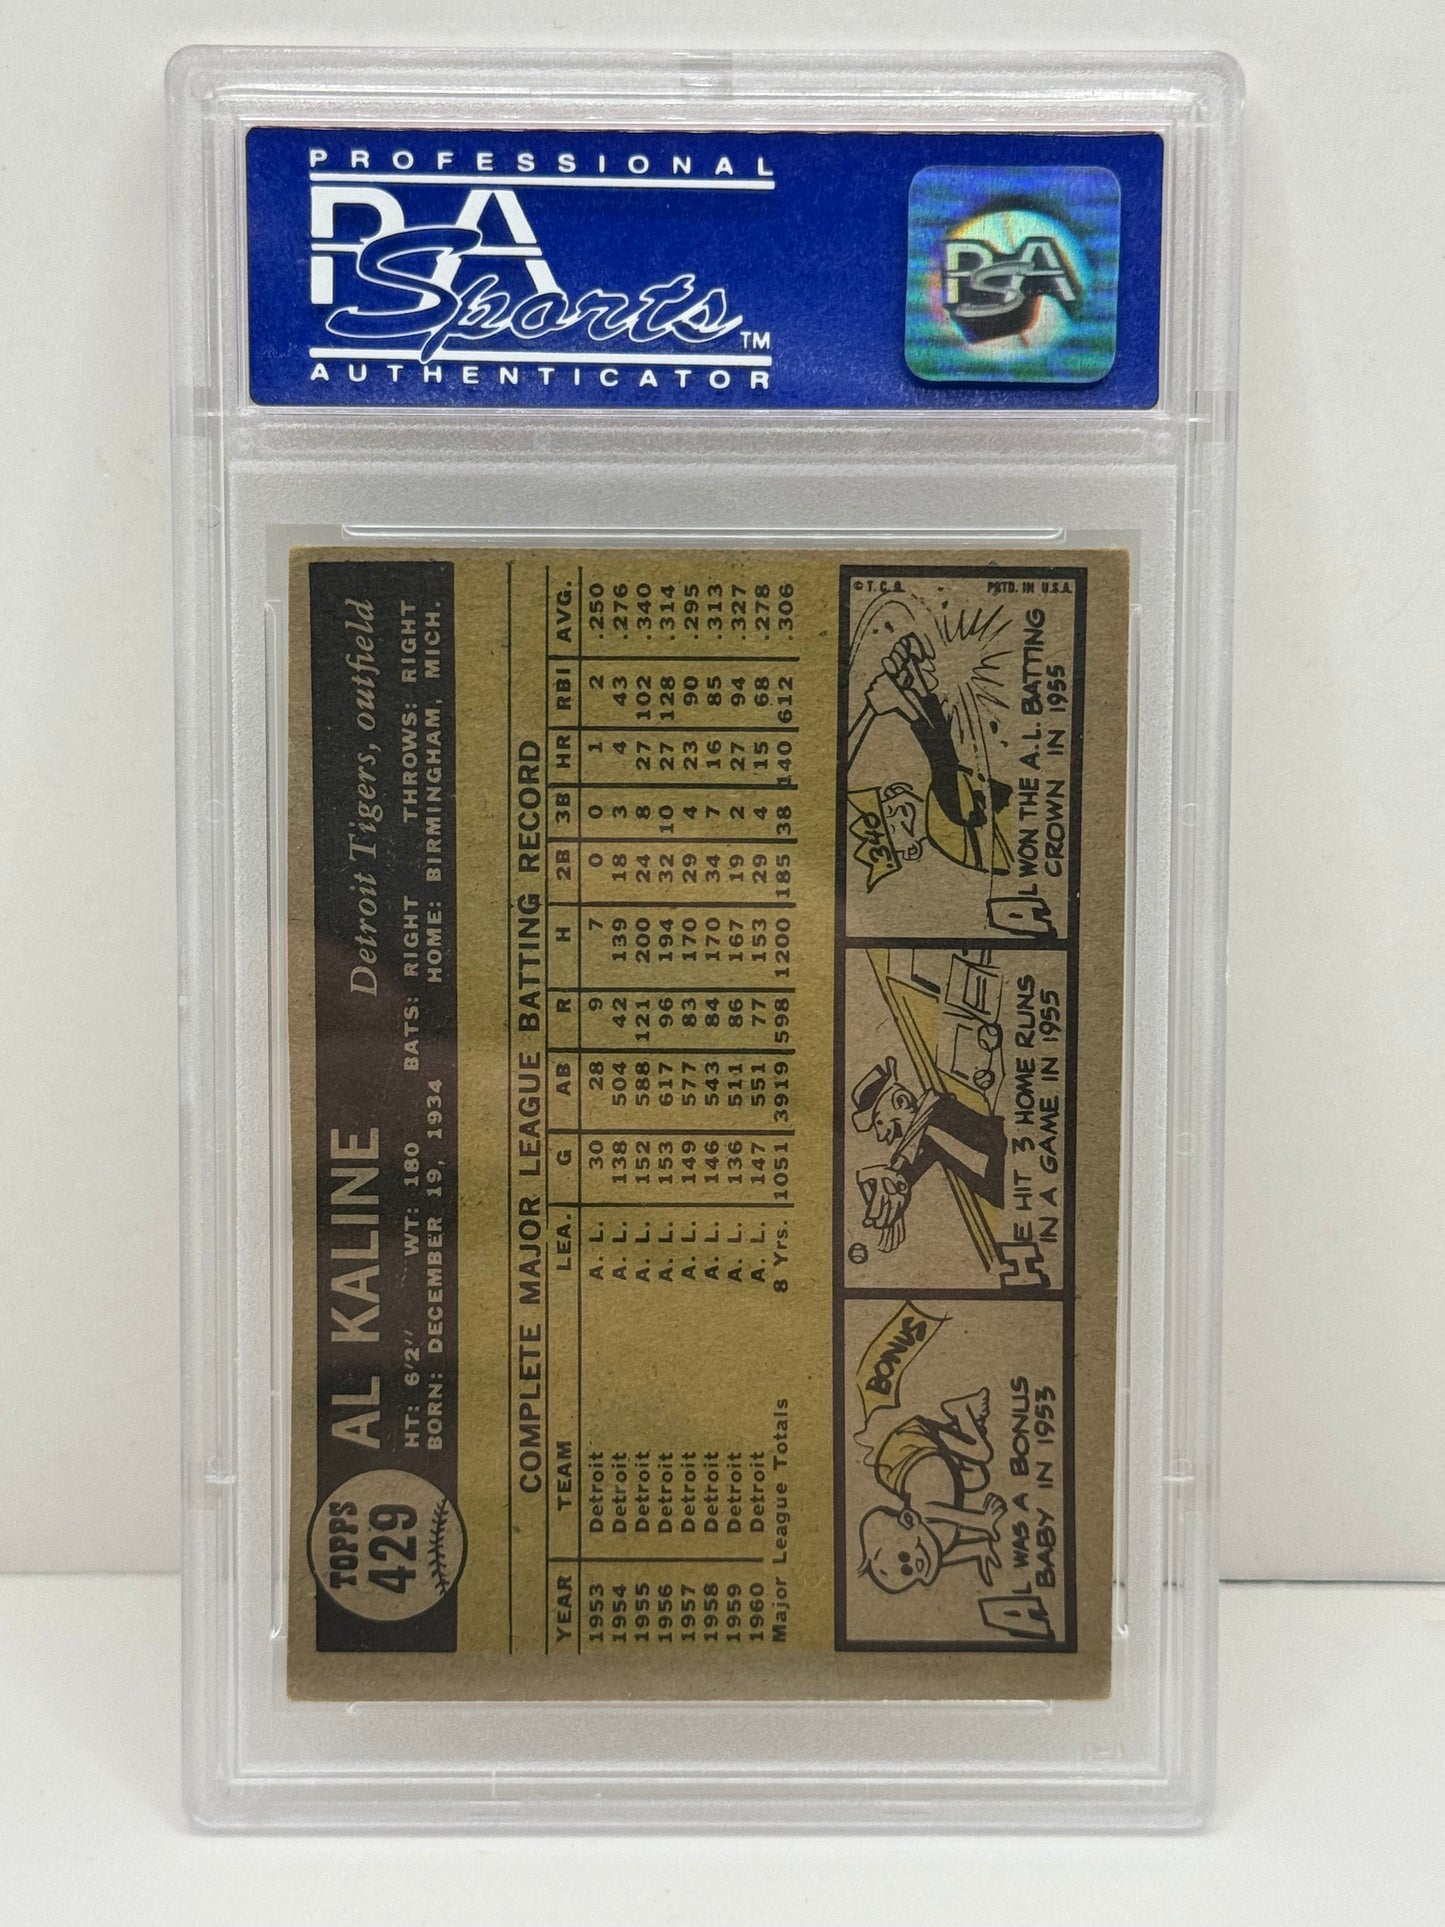 PROFESSIONAL
PSA
Sports™
AUTHENTICATOR
PSA
TOPPS
429
AL KALINE Detroit Tigers, outfield
HT: 6'2" WT: 180 BATS: RIGHT THROWS: RIGHT
BORN: DECEMBER 19, 1934 HOME: BIRMINGHAM, MICH.
COMPLETE MAJOR LEAGUE BATTING RECORD
YEAR TEAM LEA. G AB R H 2B 3B HR RBI AVG.
1953 Detroit A. L. 30 28 9 7 0 0 1 2 .250
1954 Detroit A. L. 138 504 42 139 18 3 4 43 .276
1955 Detroit A. L. 152 588 121 200 24 8 27 102 .340
1956 Detroit A. L. 153 617 96 194 32 10 27 128 .314
1957 Detroit A. L. 149 577 83 170 29 4 23 90 .295
1958 Detroit A. L. 146 543 84 170 34 7 16 85 .313
1959 Detroit A. L. 136 511 86 167 19 2 27 94 .327
1960 Detroit A. L. 147 551 77 153 29 4 15 68 .278
Major League Totals 8 Yrs. 1051 3919 598 1200 185 38 140 612 .306
BONUS
AL WAS A BONUS
BABY IN 1953
HE HIT 3 HOME RUNS
IN A GAME IN 1955
© T.C.G. PRTD. IN U.S.A.
.340
AL WON THE A.L. BATTING
CROWN IN 1955